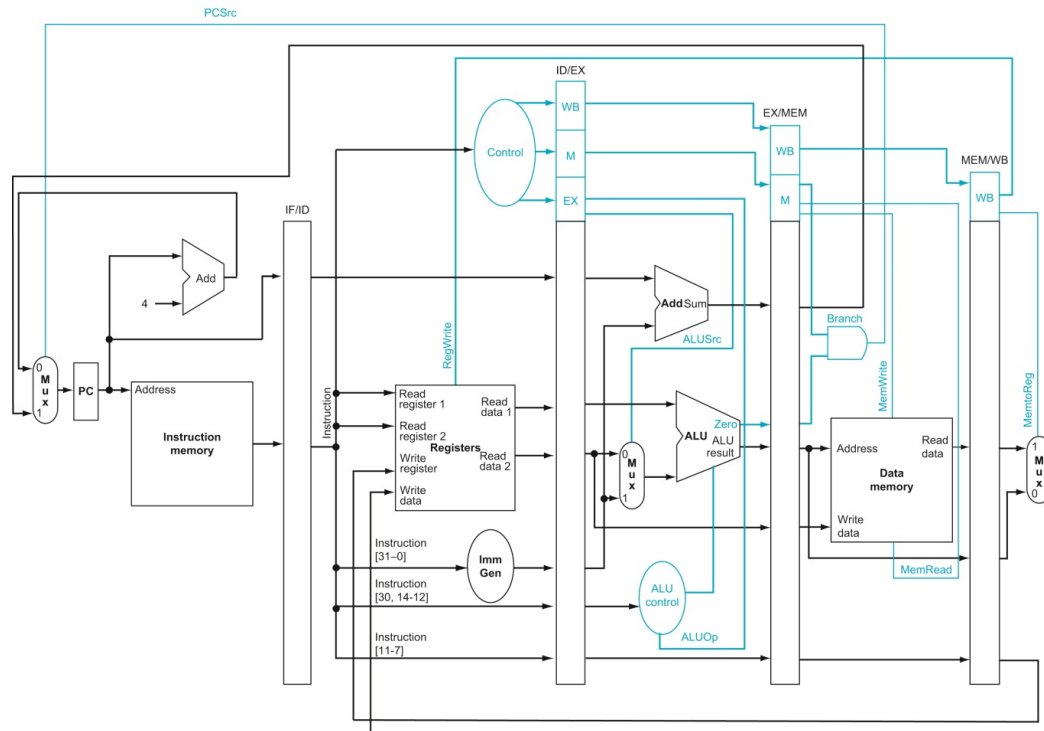 PCSrc
ID/EX
WB
EX/MEM
Control
M
WB
MEM/WB
EX
M
WB
IF/ID
Add
4
Add Sum
Branch
ALUSrc
RegWrite
MemWrite
MemtoReg
0
Mux
1
PC
Address
Instruction
memory
Instruction
Read
register 1
Read
data 1
Read
register 2
Registers
Write
register
Read
data 2
Write
data
0
Mux
1
Zero
ALU
ALU
result
Address
Read
data
Data
memory
Write
data
1
Mux
0
Instruction
[31–0]
Imm
Gen
MemRead
Instruction
[30, 14-12]
ALU
control
ALUOp
Instruction
[11-7]